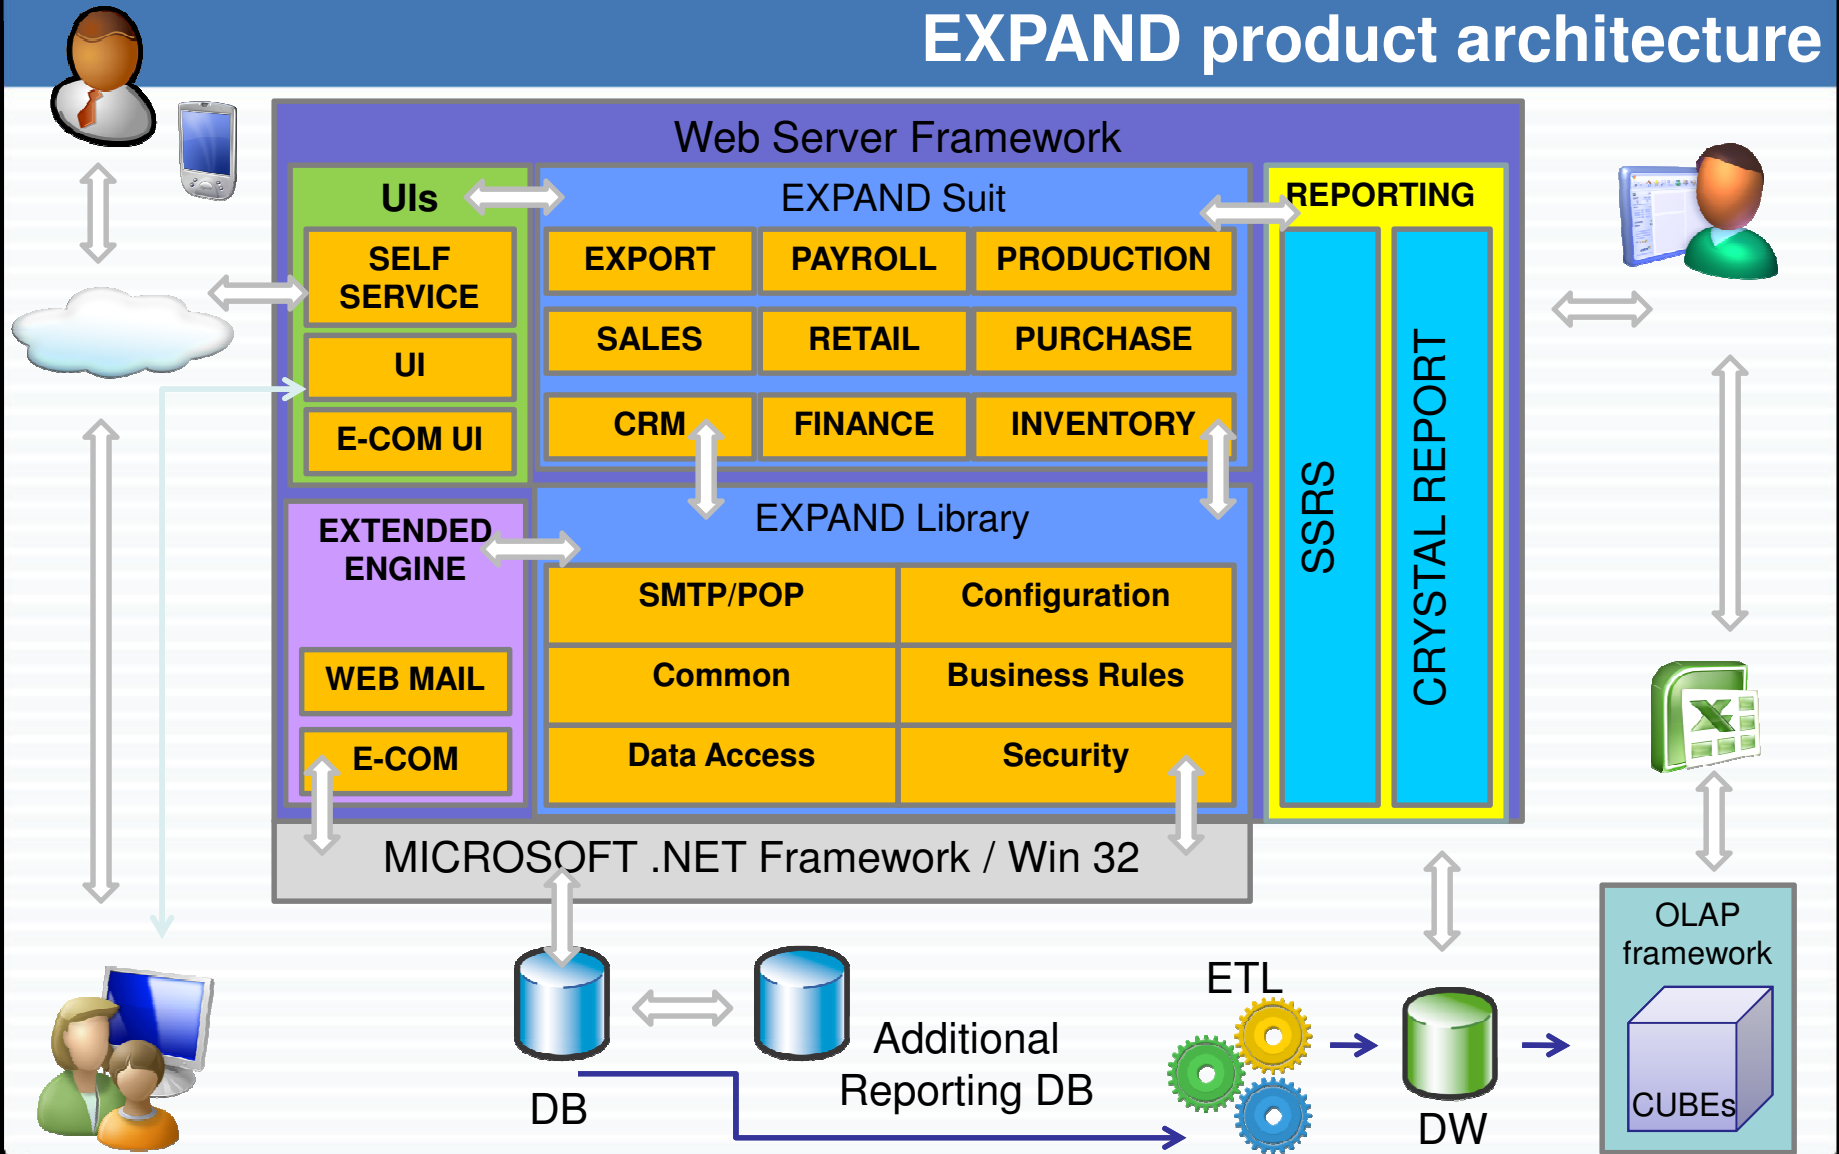 EXPAND product architecture
Web Server Framework
UIs
SELF
SERVICE
UI
E-COM UI
EXPAND Suit
EXPORT
PAYROLL
PRODUCTION
SALES
RETAIL
PURCHASE
CRM
FINANCE
INVENTORY
REPORTING
SSRS
CRYSTAL REPORT
EXTENDED
ENGINE
WEB MAIL
E-COM
EXPAND Library
SMTP/POP
Configuration
Common
Business Rules
Data Access
Security
MICROSOFT .NET Framework / Win 32
DB
Additional
Reporting DB
ETL
DW
OLAP
framework
CUBEs